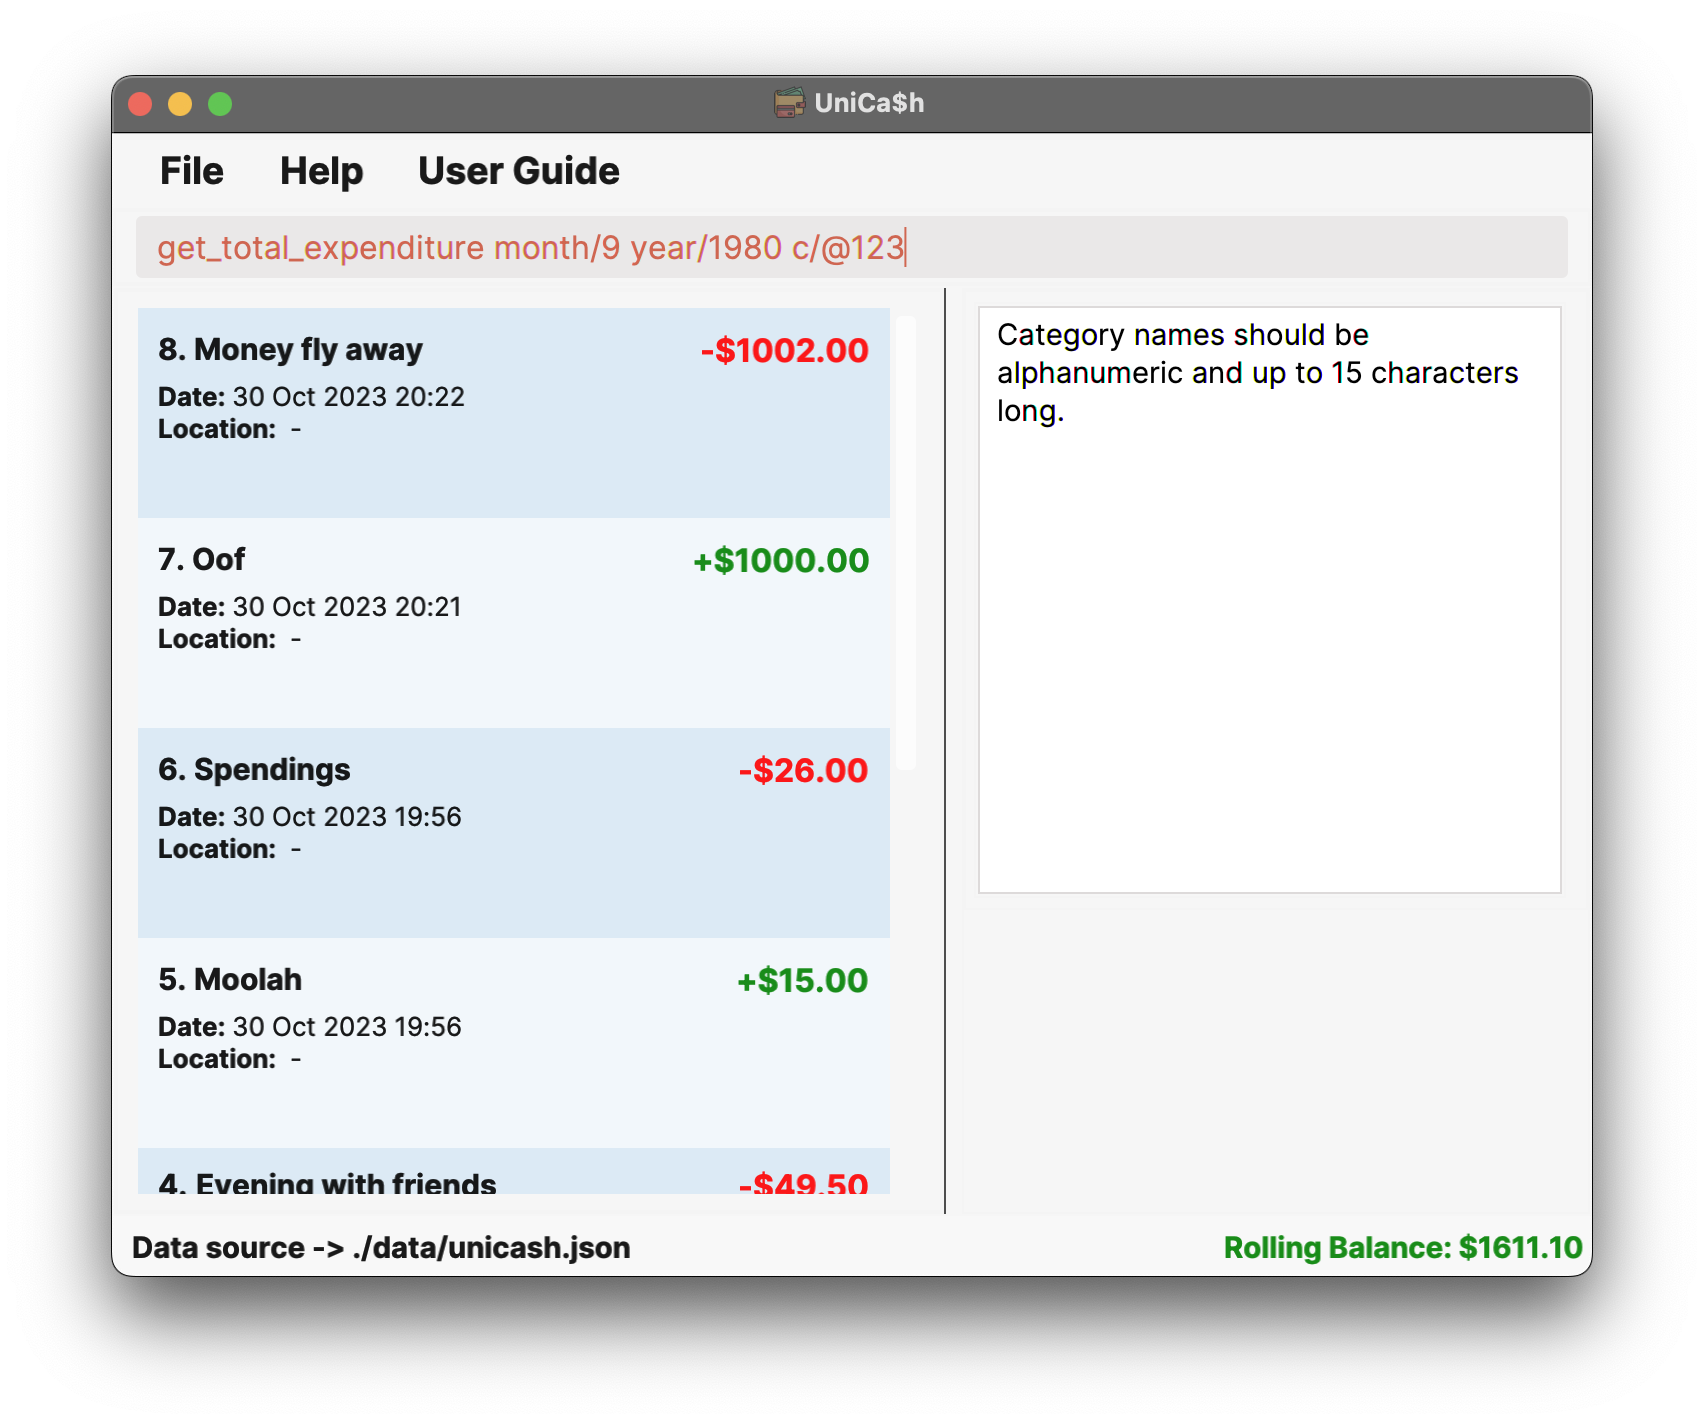 UniCa$h
File Help User Guide
get_total_expenditure month/9 year/1980 c/@123
8. Money fly away -$1002.00
Date: 30 Oct 2023 20:22
Location: -
7. Oof +$1000.00
Date: 30 Oct 2023 20:21
Location: -
6. Spendings -$26.00
Date: 30 Oct 2023 19:56
Location: -
5. Moolah +$15.00
Date: 30 Oct 2023 19:56
Location: -
4. Evening with friends -$49.50
Category names should be
alphanumeric and up to 15 characters
long.
Data source -> ./data/unicash.json
Rolling Balance: $1611.10